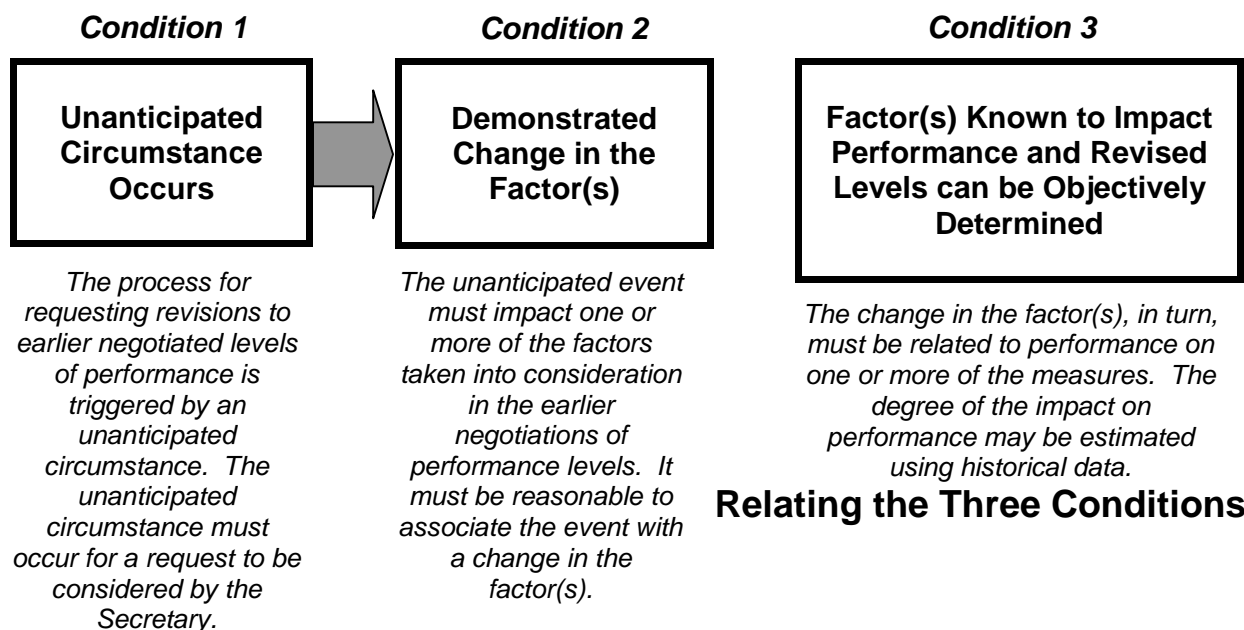 Condition 1
Unanticipated
Circumstance
Occurs
The process for
requesting revisions to
earlier negotiated levels
of performance is
triggered by an
unanticipated
circumstance. The
unanticipated
circumstance must
occur for a request to be
considered by the
Secretary.
Condition 2
Demonstrated
Change in the
Factor(s)
The unanticipated event
must impact one or
more of the factors
taken into consideration
in the earlier
negotiations of
performance levels. It
must be reasonable to
associate the event with
a change in the
factor(s).
Condition 3
Factor(s) Known to Impact
Performance and Revised
Levels can be Objectively
Determined
The change in the factor(s), in turn,
must be related to performance on
one or more of the measures. The
degree of the impact on
performance may be estimated
using historical data.
Relating the Three Conditions